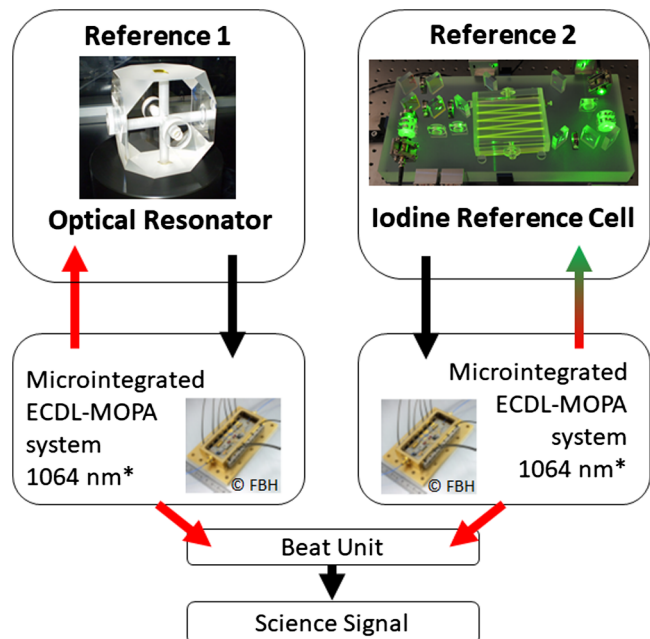 Reference 1
Optical Resonator
Reference 2
Iodine Reference Cell
Microintegrated
ECDL-MOPA
system
1064 nm*
© FBH
Microintegrated
ECDL-MOPA
system
1064 nm*
© FBH
Beat Unit
Science Signal